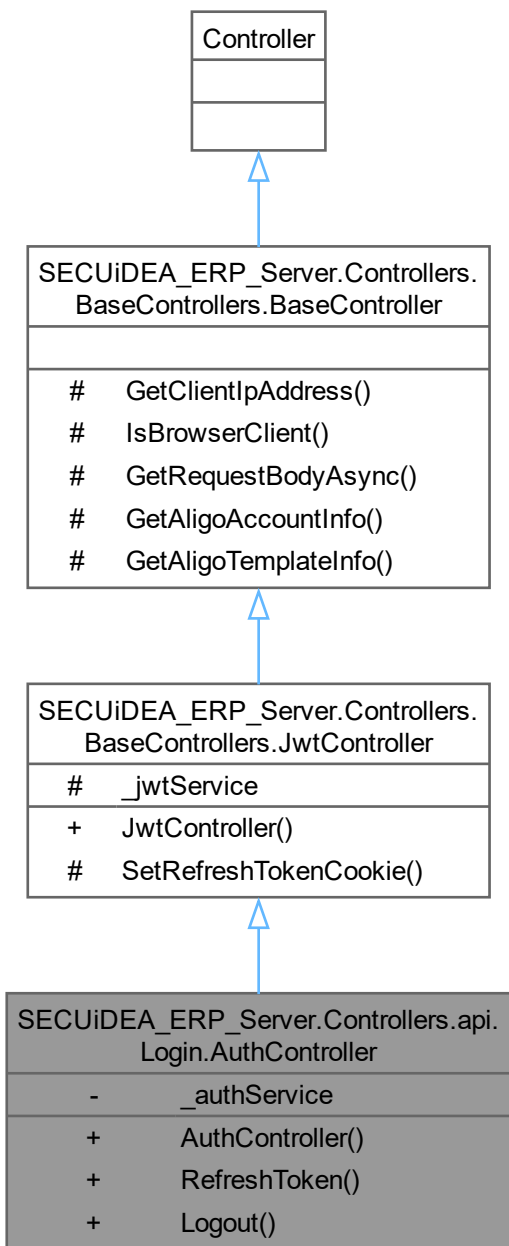 Controller
SECUiDEA_ERP_Server.Controllers.
BaseControllers.BaseController
# GetClientIpAddress()
# IsBrowserClient()
# GetRequestBodyAsync()
# GetAligoAccountInfo()
# GetAligoTemplateInfo()
SECUiDEA_ERP_Server.Controllers.
BaseControllers.JwtController
# _jwtService
+ JwtController()
# SetRefreshTokenCookie()
SECUiDEA_ERP_Server.Controllers.api.
Login.AuthController
- _authService
+ AuthController()
+ RefreshToken()
+ Logout()